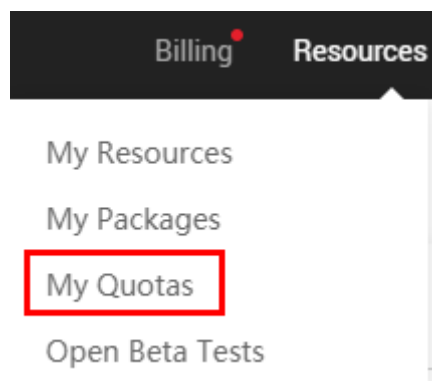 Billing Resources
My Resources
My Packages
My Quotas
Open Beta Tests